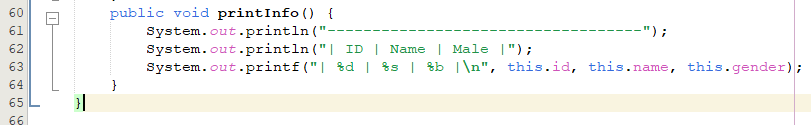 60 public void printInfo() {
61 System.out.println("-----------------------------------");
62 System.out.println("| ID | Name | Male |");
63 System.out.printf("| %d | %s | %b |\n", this.id, this.name, this.gender);
64 }
65 }
66